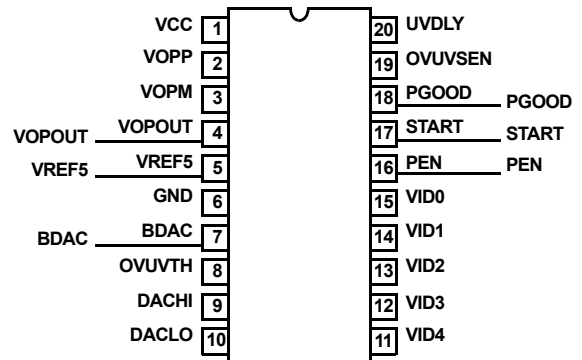 VCC 1 20 UVDLY
VOPP 2 19 OVUVSEN
VOPM 3 18 PGOOD PGOOD
VOPOUT VOPOUT 4 17 START START
VREF5 VREF5 5 16 PEN PEN
GND 6 15 VID0
BDAC BDAC 7 14 VID1
OVUVTH 8 13 VID2
DACHI 9 12 VID3
DACLO 10 11 VID4